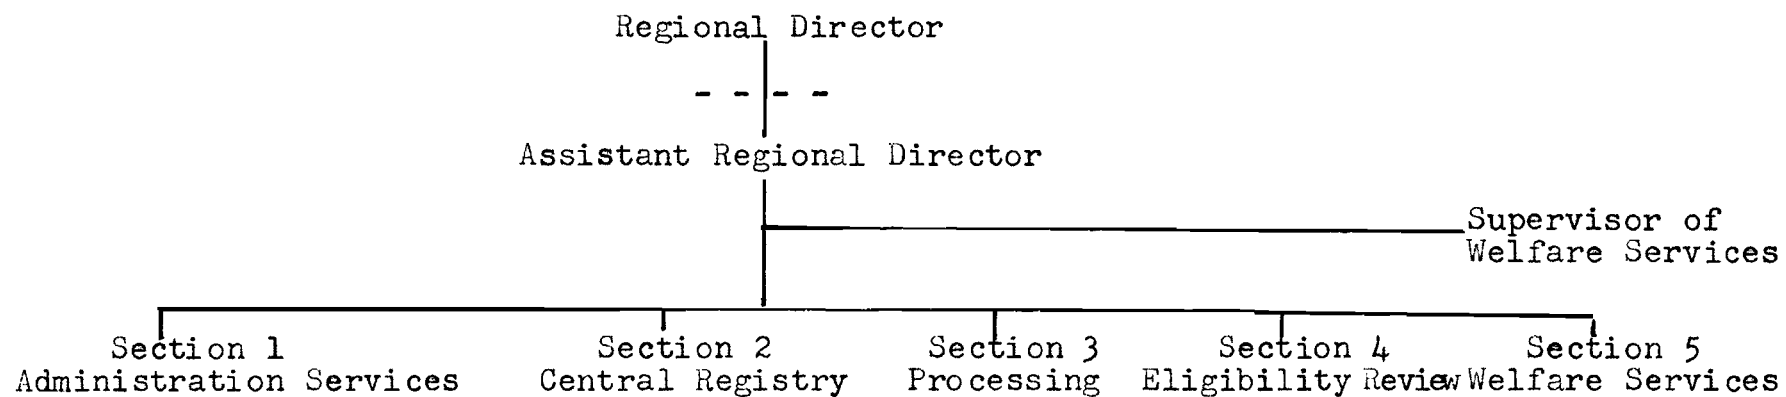 Regional Director
Assistant Regional Director
Supervisor of
Welfare Services
Section 1
Administration Services
Section 2
Central Registry
Section 3
Processing
Section 4
Eligibility Review
Section 5
Welfare Services